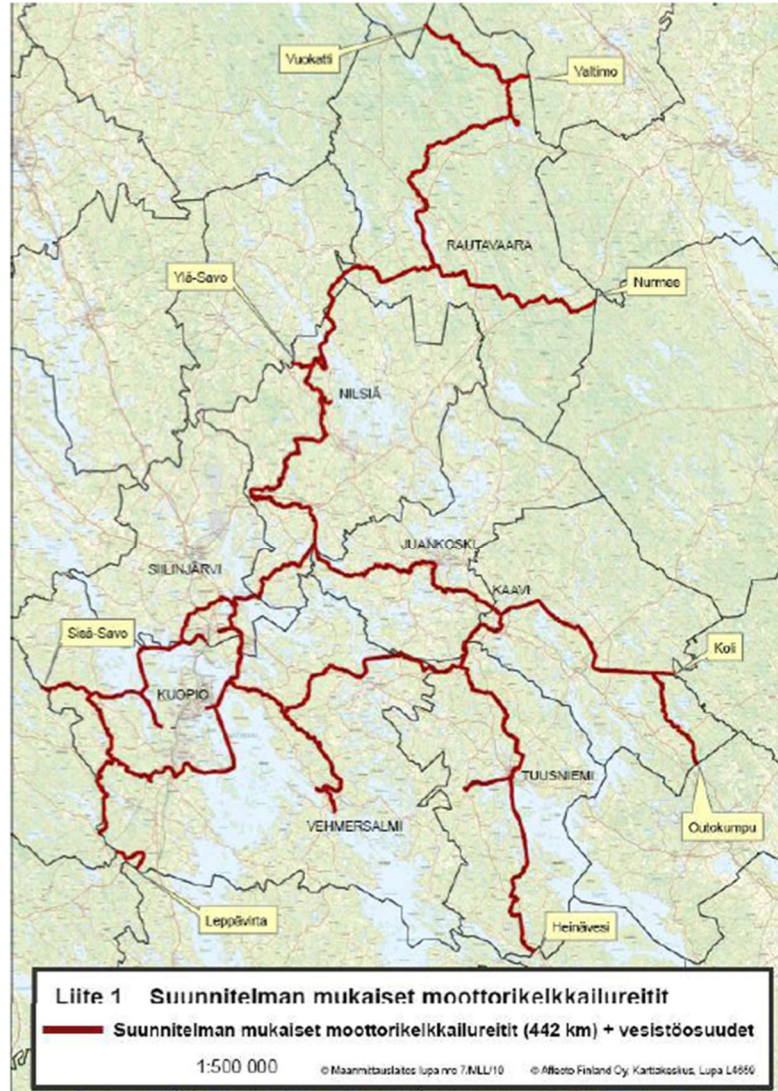 Vuokatti
Valtimo
RAUTAVAARA
Ylä-Savo
Nurmes
NILSIÄ
JUANKOSKI
SIILINJÄRVI
KAAVI
Sisä-Savo
Koli
KUOPIO
TUUSNIEMI
VEHMERSALMI
Outokumpu
Leppävirta
Heinävesi
Liite 1 Suunnitelman mukaiset moottorikelkkailureitit
Suunnitelman mukaiset moottorikelkkailureitit (442 km) + vesistöosuudet
1:500 000 © Maanmittauslaitos lupa nro 7/MLL/10 © Affecto Finland Oy, Karttakeskus, Lupa L4659